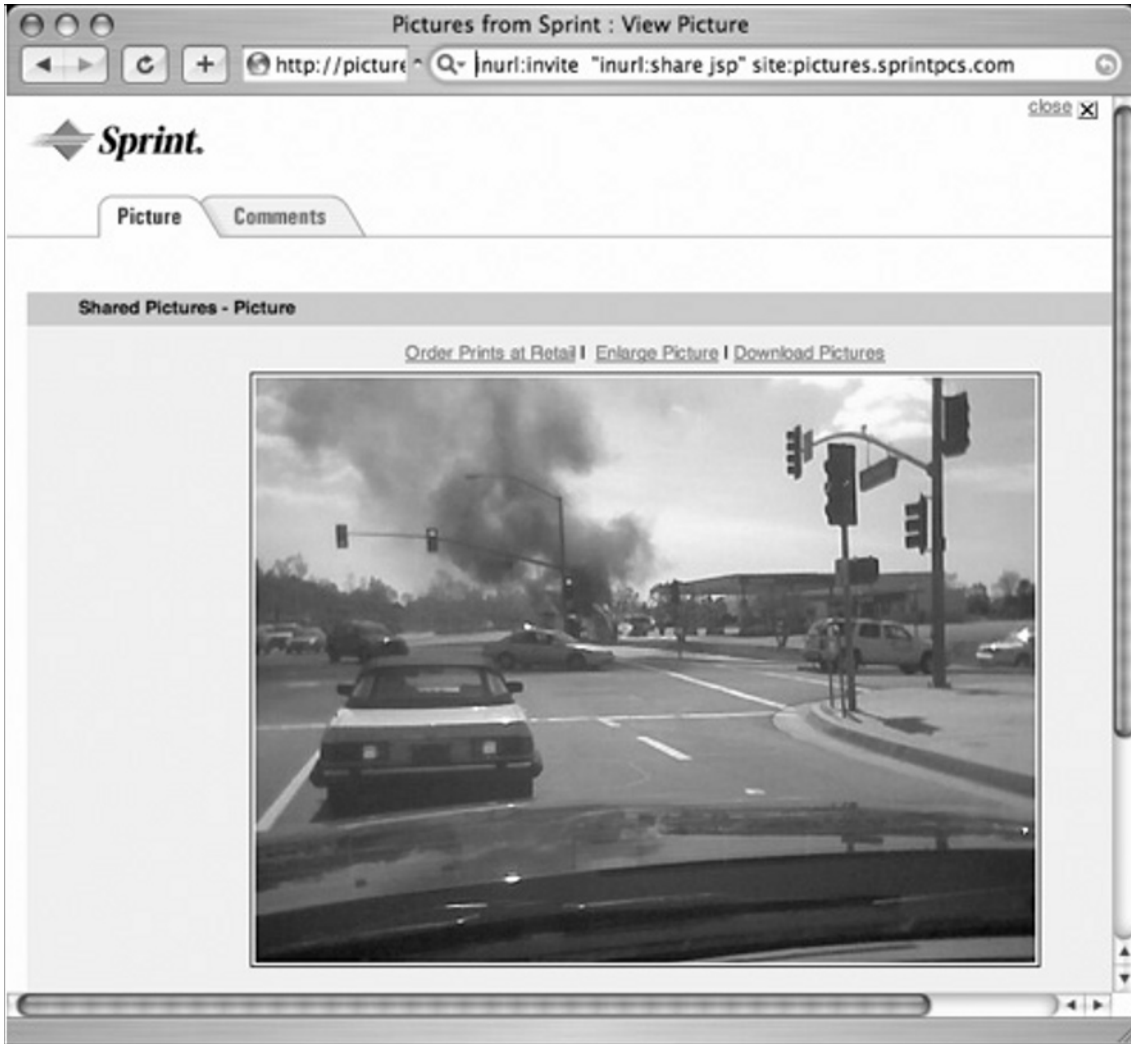 Pictures from Sprint : View Picture
http://picture inurl:invite "inurl:share jsp" site:pictures.sprintpcs.com
close
Sprint.
Picture Comments
Shared Pictures - Picture
Order Prints at Retail | Enlarge Picture | Download Pictures